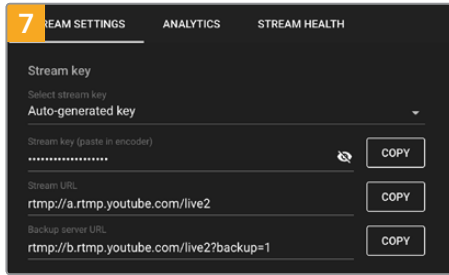 7
REAM SETTINGS ANALYTICS STREAM HEALTH
Stream key
Select stream key
Auto-generated key
Stream key (paste in encoder)
••••••••••••••••••• COPY
Stream URL
rtmp://a.rtmp.youtube.com/live2 COPY
Backup server URL
rtmp://b.rtmp.youtube.com/live2?backup=1 COPY